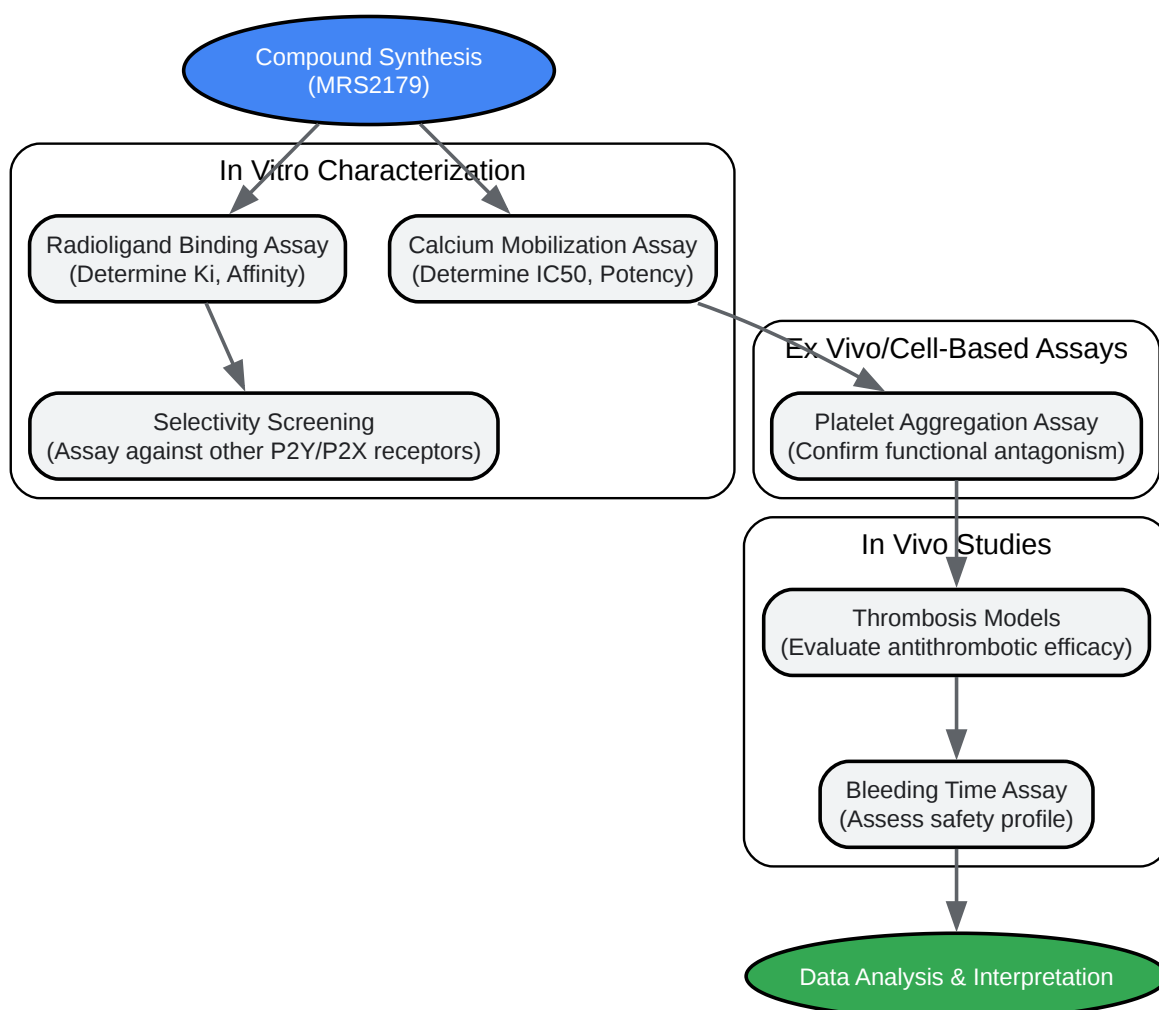 Compound Synthesis
(MRS2179)
In Vitro Characterization
Radioligand Binding Assay
(Determine Ki, Affinity)
Calcium Mobilization Assay
(Determine IC50, Potency)
Selectivity Screening
(Assay against other P2Y/P2X receptors)
Ex Vivo/Cell-Based Assays
Platelet Aggregation Assay
(Confirm functional antagonism)
In Vivo Studies
Thrombosis Models
(Evaluate antithrombotic efficacy)
Bleeding Time Assay
(Assess safety profile)
Data Analysis & Interpretation